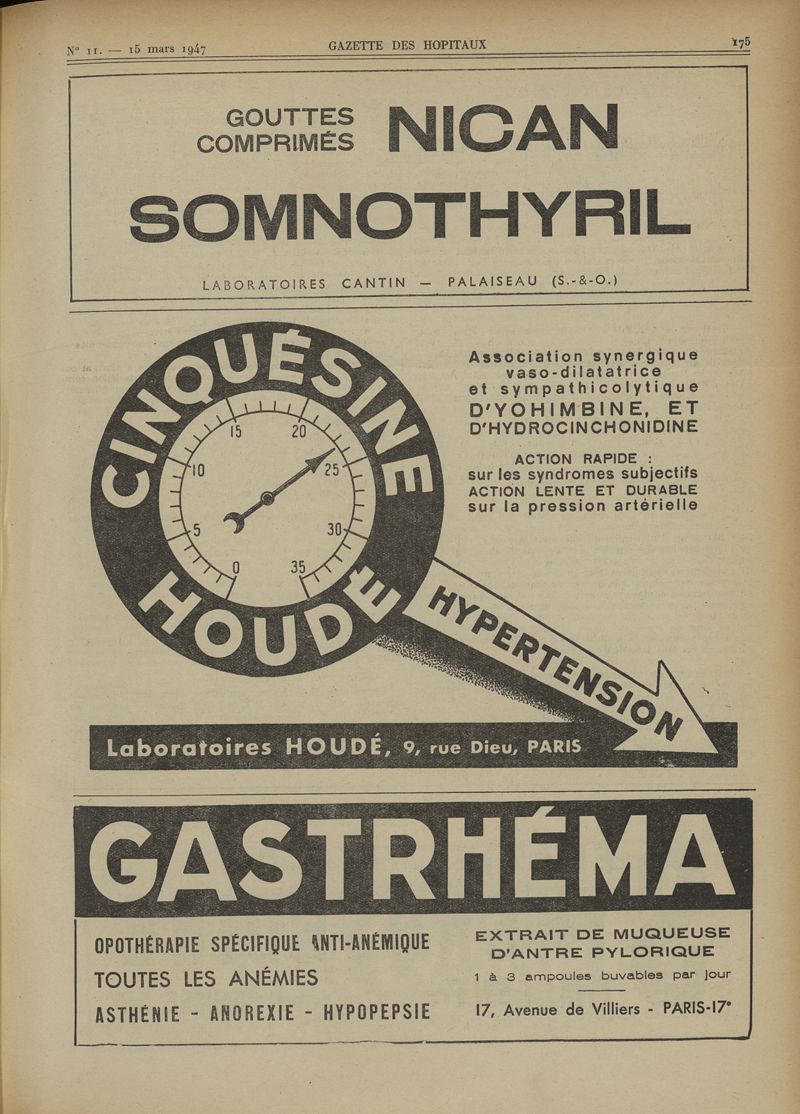 N° 11. — 15 mars 1947
GAZETTE DES HOPITAUX
175
GOUTTES
COMPRIMÉS
NICAN
SOMNOTHYRIL
LABORATOIRES CANTIN — PALAISEAU (S.-&-O.)
CINQUÉSINE
HOUDÉ
0
5
10
15
20
25
30
35
Association synergique
vaso-dilatatrice
et sympathicolytique
D'YOHIMBINE, ET
D'HYDROCINCHONIDINE
ACTION RAPIDE :
sur les syndromes subjectifs
ACTION LENTE ET DURABLE
sur la pression artérielle
HYPERTENSION
Laboratoires HOUDÉ, 9, rue Dieu, PARIS
GASTRHÉMA
OPOTHÉRAPIE SPÉCIFIQUE ANTI-ANÉMIQUE
TOUTES LES ANÉMIES
ASTHÉNIE - ANOREXIE - HYPOPEPSIE
EXTRAIT DE MUQUEUSE
D'ANTRE PYLORIQUE
1 à 3 ampoules buvables par jour
17, Avenue de Villiers - PARIS-17°